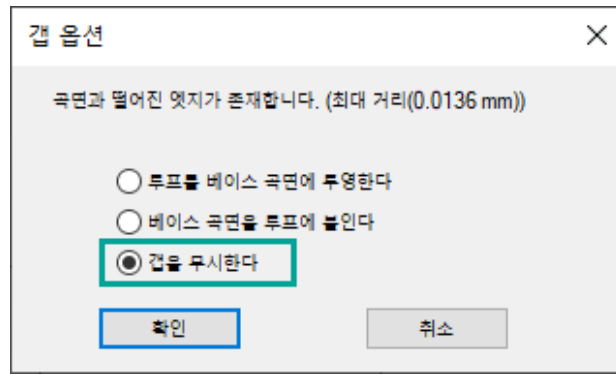 갭 옵션
곡면과 떨어진 엣지가 존재합니다. (최대 거리(0.0136 mm))
루프를 베이스 곡면에 투영한다
베이스 곡면을 루프에 붙인다
갭을 무시한다
확인 취소